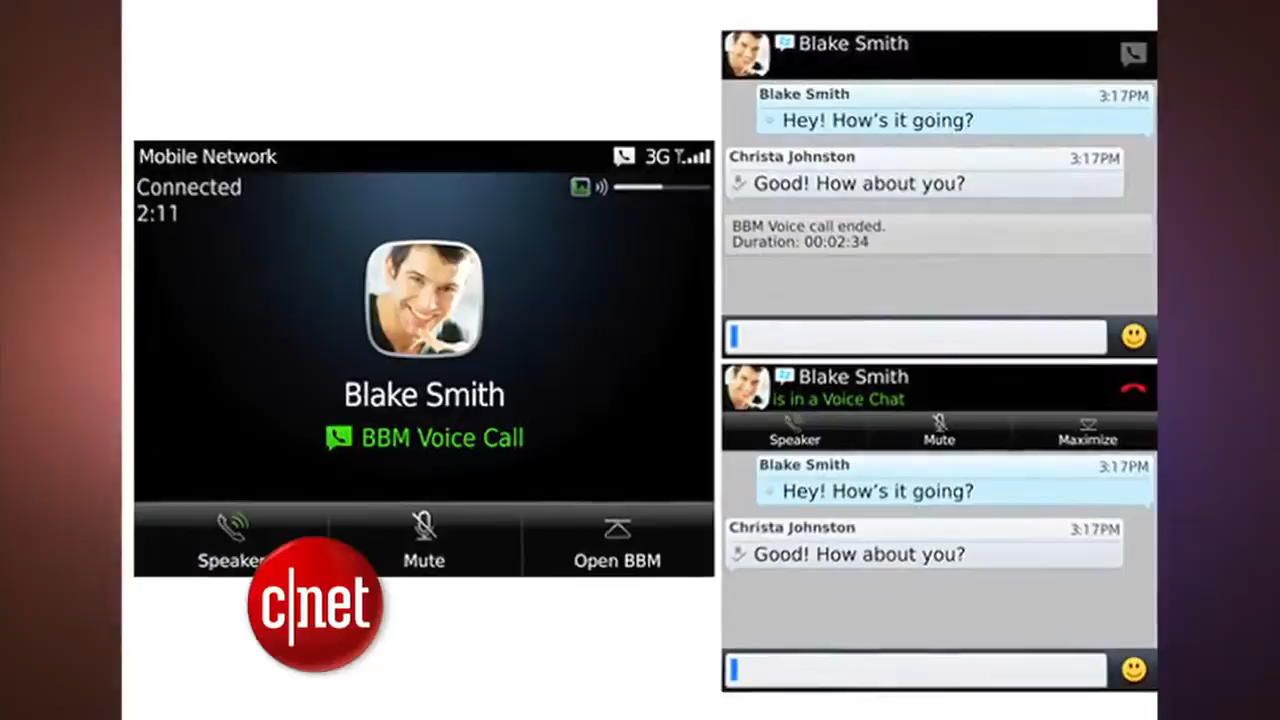 Mobile Network
3G
Connected
2:11
Blake Smith
BBM Voice Call
Speaker
Mute
Open BBM
c|net
Blake Smith
Blake Smith 3:17PM
Hey! How's it going?
Christa Johnston 3:17PM
Good! How about you?
BBM Voice call ended.
Duration: 00:02:34
Blake Smith
is in a Voice Chat
Speaker
Mute
Maximize
Blake Smith 3:17PM
Hey! How's it going?
Christa Johnston 3:17PM
Good! How about you?